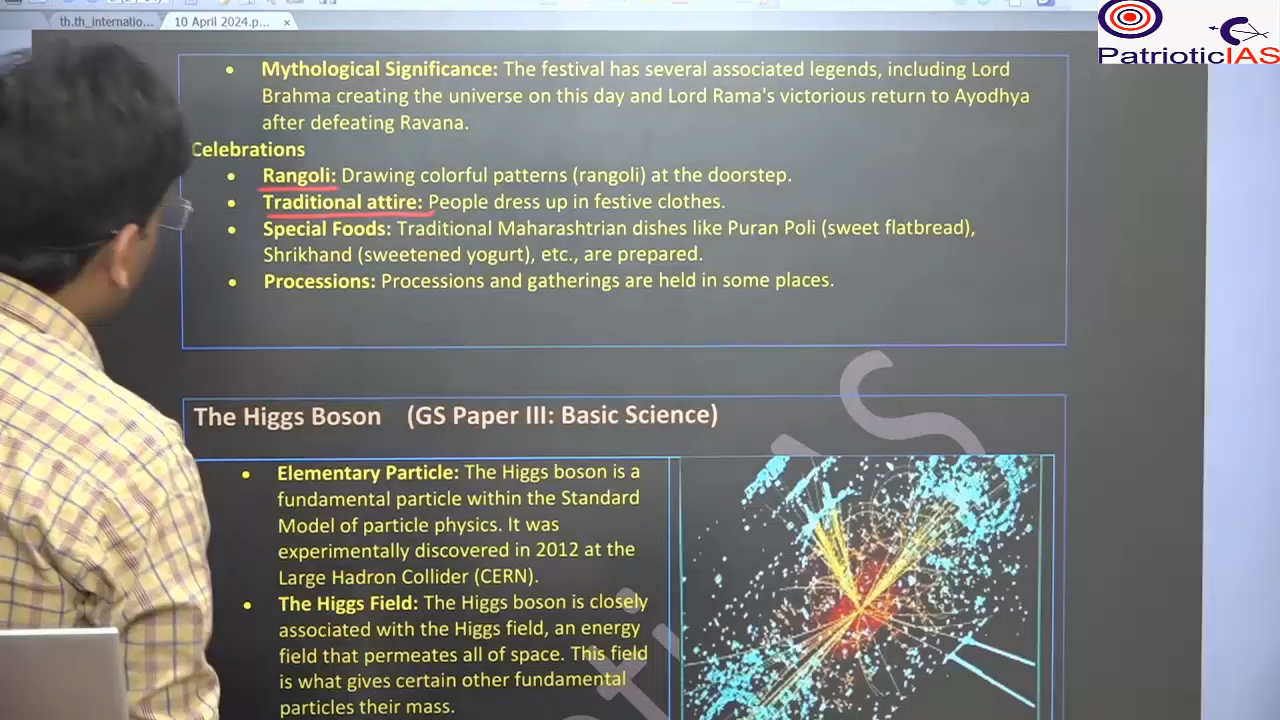 th.th_internatio...
10 April 2024.p...
PatrioticIAS
Mythological Significance: The festival has several associated legends, including Lord
Brahma creating the universe on this day and Lord Rama's victorious return to Ayodhya
after defeating Ravana.
Celebrations
Rangoli: Drawing colorful patterns (rangoli) at the doorstep.
Traditional attire: People dress up in festive clothes.
Special Foods: Traditional Maharashtrian dishes like Puran Poli (sweet flatbread),
Shrikhand (sweetened yogurt), etc., are prepared.
Processions: Processions and gatherings are held in some places.
The Higgs Boson (GS Paper III: Basic Science)
Elementary Particle: The Higgs boson is a
fundamental particle within the Standard
Model of particle physics. It was
experimentally discovered in 2012 at the
Large Hadron Collider (CERN).
The Higgs Field: The Higgs boson is closely
associated with the Higgs field, an energy
field that permeates all of space. This field
is what gives certain other fundamental
particles their mass.